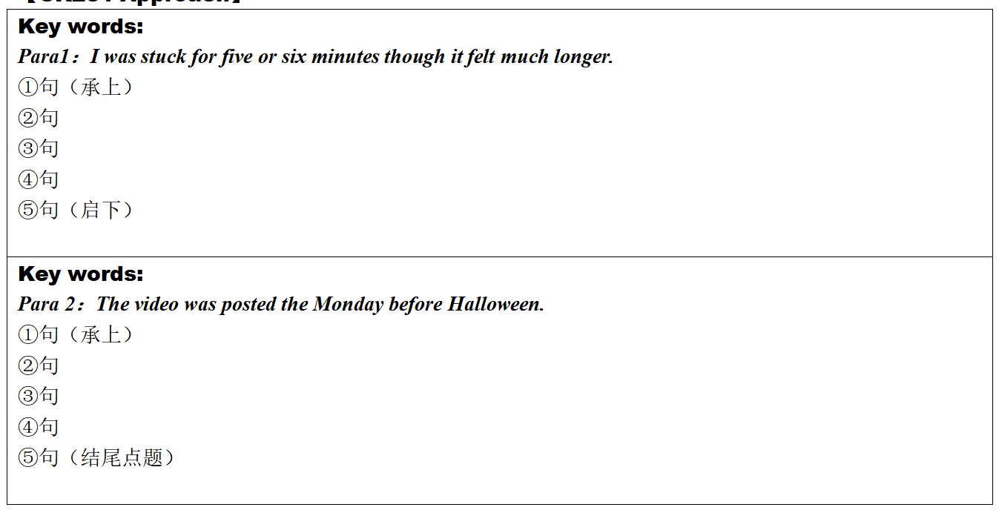 Key words:
Para1：I was stuck for five or six minutes though it felt much longer.
①句（承上）
②句
③句
④句
⑤句（启下）
Key words:
Para 2：The video was posted the Monday before Halloween.
①句（承上）
②句
③句
④句
⑤句（结尾点题）